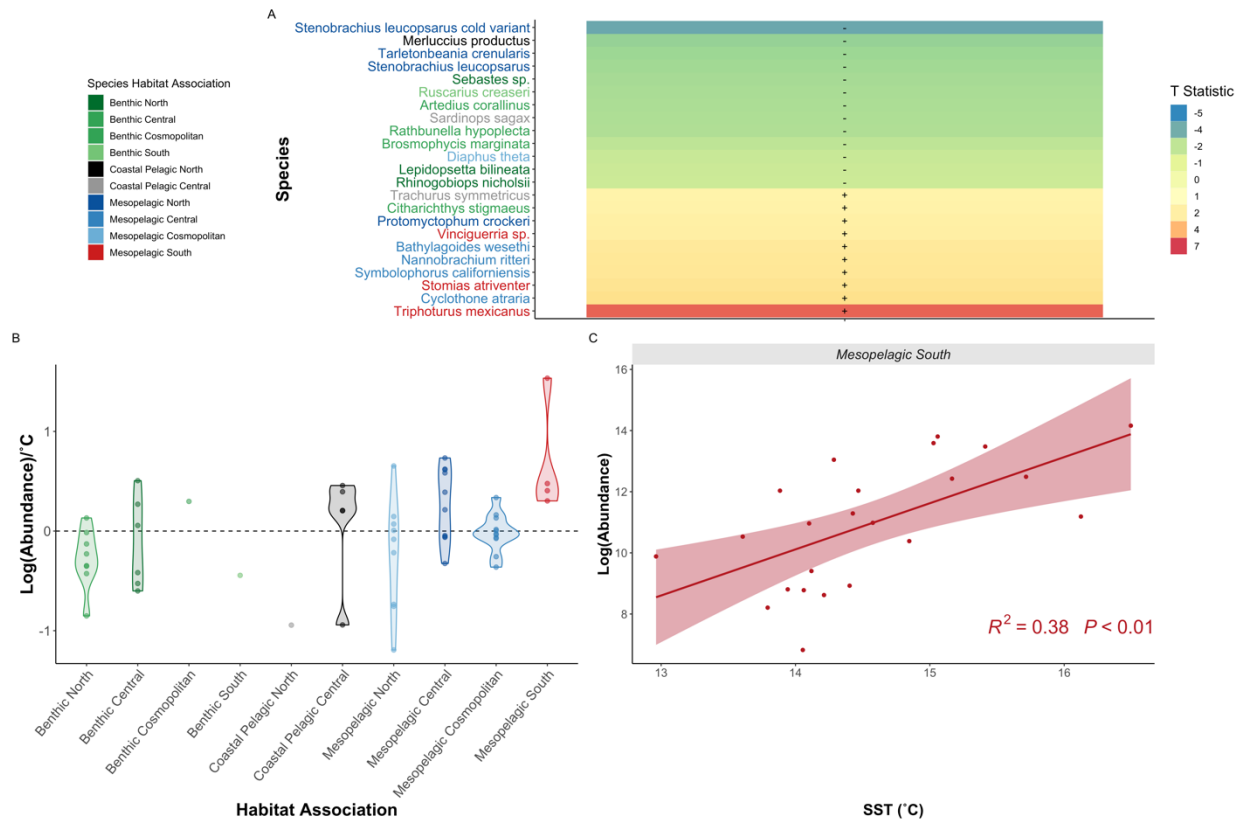 A
Species
Stenobrachius leucopsarus cold variant
Merluccius productus
Tarletonbeania crenularis
Stenobrachius leucopsarus
Sebastes sp.
Ruscarius creaseri
Artedius corallinus
Sardinops sagax
Rathbunella hypoplecta
Brosmophycis marginata
Diaphus theta
Lepidopsetta bilineata
Rhinogobiops nicholsii
Trachurus symmetricus
Citharichthys stigmaeus
Protomyctophum crockeri
Vinciguerria sp.
Bathylagoides wesethi
Nannobrachium ritteri
Symbolophorus californiensis
Stomias atriventer
Cyclothone atraria
Triphoturus mexicanus
-
-
-
-
-
-
-
-
-
-
-
-
-
+
+
+
+
+
+
+
+
+
+
Species Habitat Association
Benthic North
Benthic Central
Benthic Cosmopolitan
Benthic South
Coastal Pelagic North
Coastal Pelagic Central
Mesopelagic North
Mesopelagic Central
Mesopelagic Cosmopolitan
Mesopelagic South
T Statistic
-5
-4
-2
-1
0
1
2
4
7
B
Log(Abundance)/˚C
1
0
-1
Benthic North
Benthic Central
Benthic Cosmopolitan
Benthic South
Coastal Pelagic North
Coastal Pelagic Central
Mesopelagic North
Mesopelagic Central
Mesopelagic Cosmopolitan
Mesopelagic South
Habitat Association
C
Mesopelagic South
Log(Abundance)
16
14
12
10
8
R² = 0.38 P < 0.01
13
14
15
16
SST (˚C)